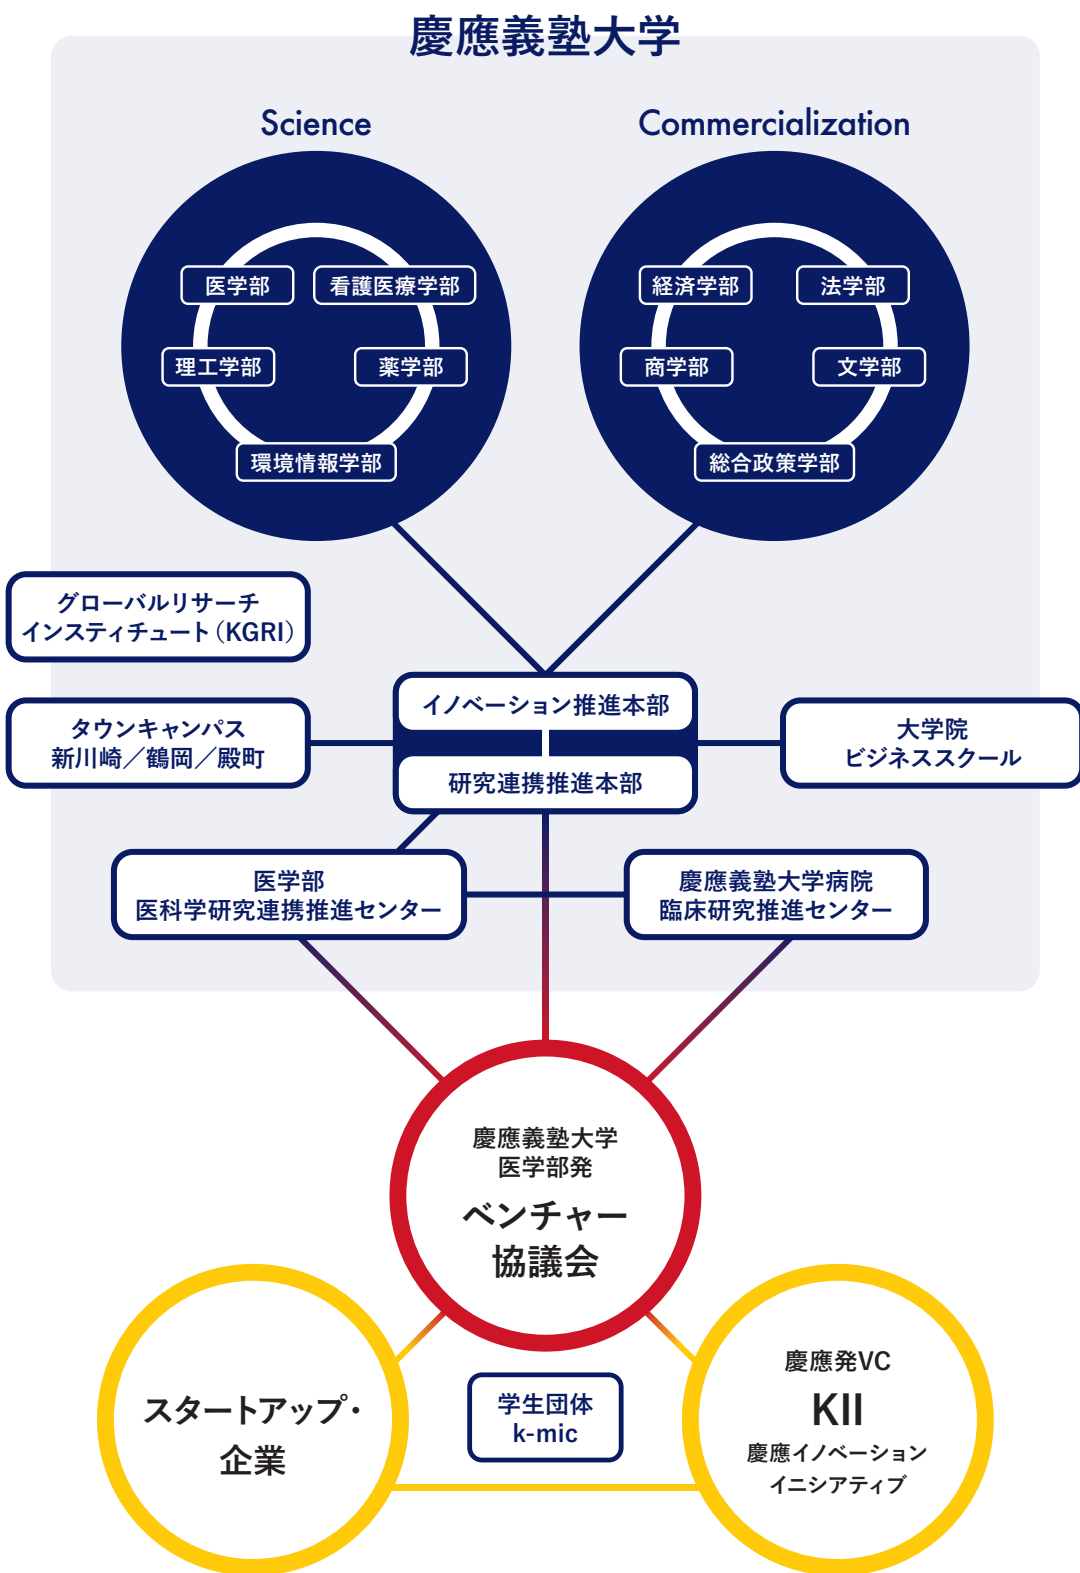 慶應義塾大学
Science
Commercialization
医学部
看護医療学部
理工学部
薬学部
環境情報学部
経済学部
法学部
商学部
文学部
総合政策学部
グローバルリサーチ
インスティチュート（KGRI）
イノベーション推進本部
タウンキャンパス
新川崎／鶴岡／殿町
大学院
ビジネススクール
研究連携推進本部
医学部
医科学研究連携推進センター
慶應義塾大学病院
臨床研究推進センター
慶應義塾大学
医学部発
ベンチャー
協議会
スタートアップ・
企業
学生団体
k-mic
慶應発VC
KII
慶應イノベーション
イニシアティブ